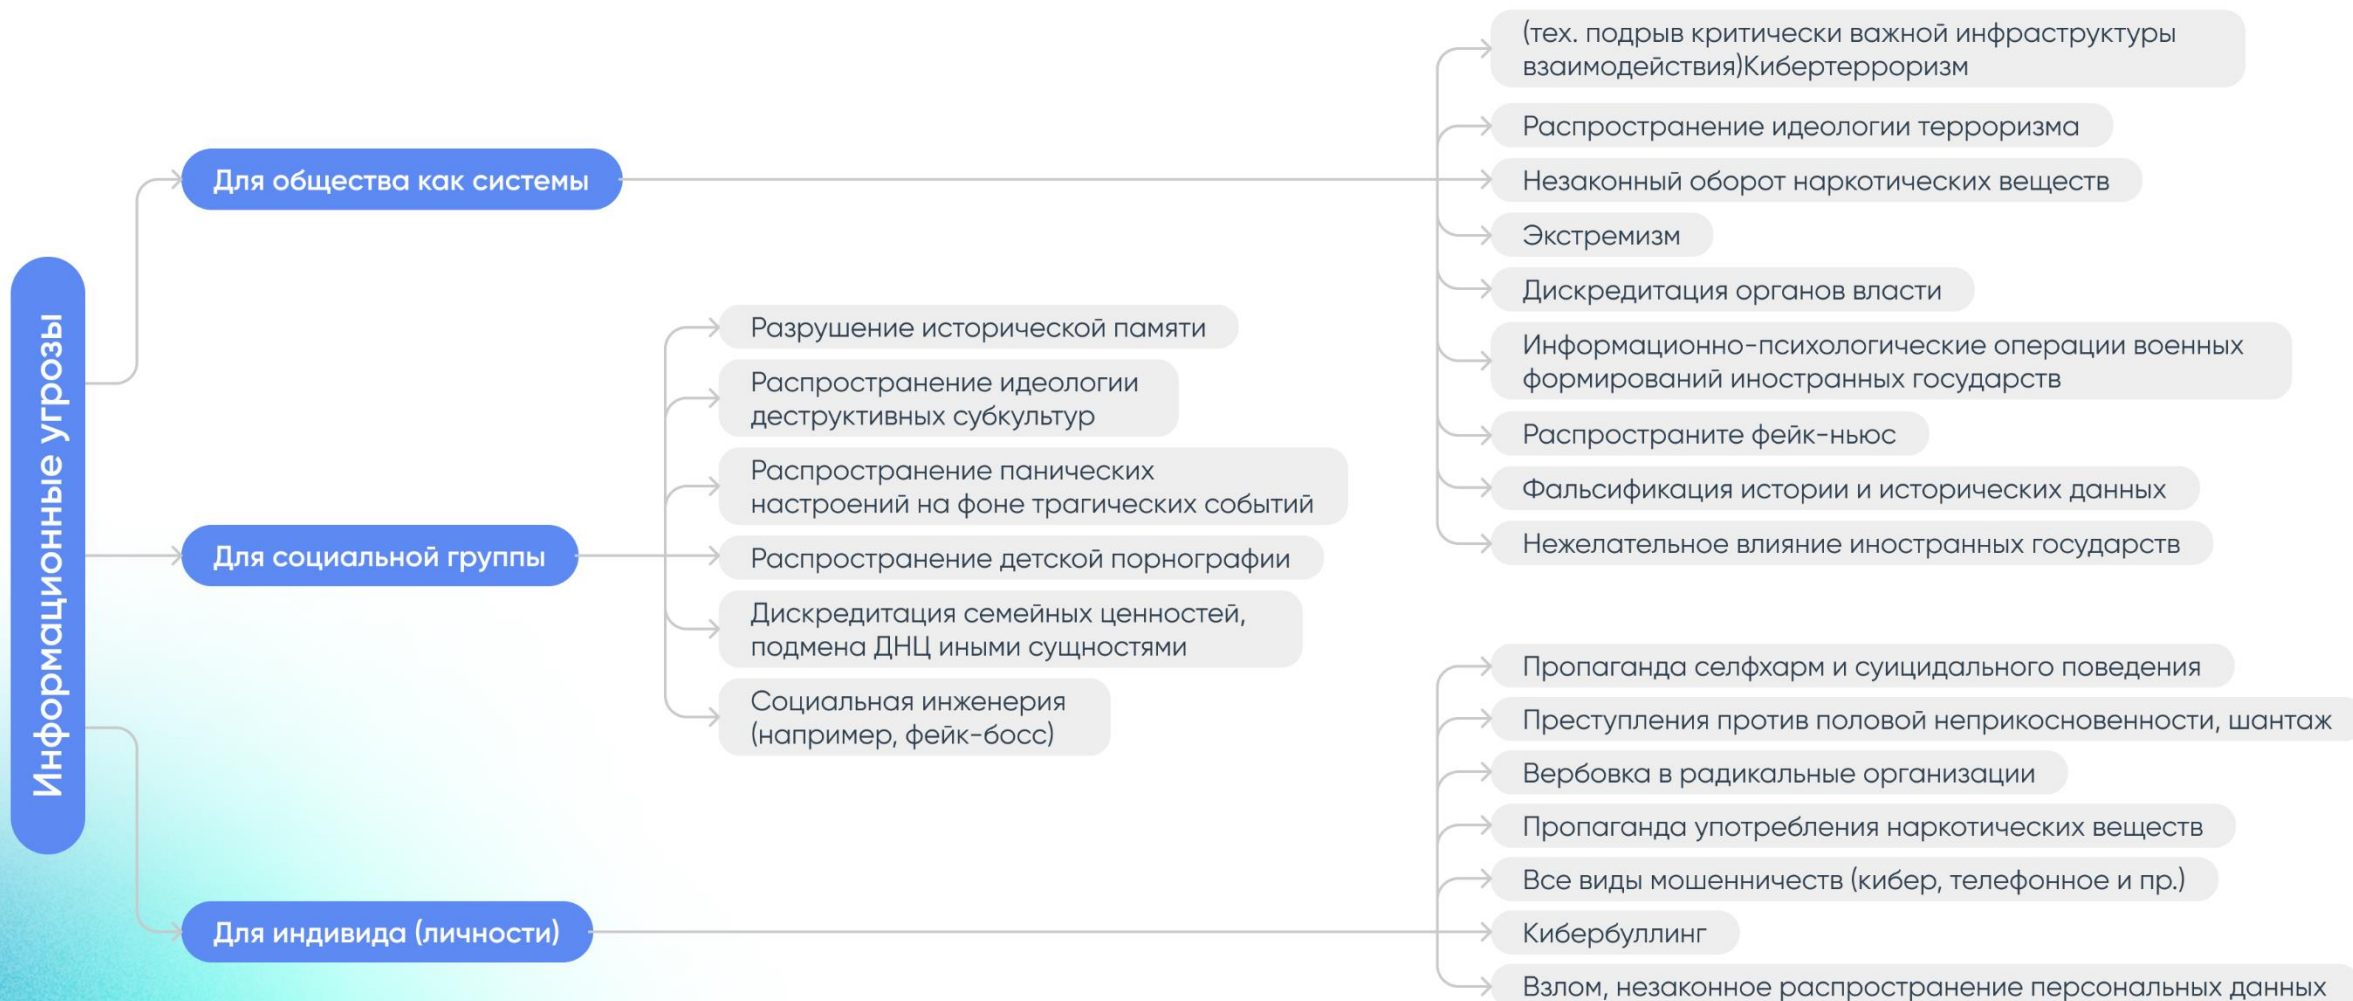 Информационные угрозы
Для общества как системы
(тех. подрыв критически важной инфраструктуры
взаимодействия)Кибертерроризм
Распространение идеологии терроризма
Незаконный оборот наркотических веществ
Экстремизм
Дискредитация органов власти
Информационно-психологические операции военных
формирований иностранных государств
Распространите фейк-ньюс
Фальсификация истории и исторических данных
Нежелательное влияние иностранных государств
Для социальной группы
Разрушение исторической памяти
Распространение идеологии
деструктивных субкультур
Распространение панических
настроений на фоне трагических событий
Распространение детской порнографии
Дискредитация семейных ценностей,
подмена ДНЦ иными сущностями
Социальная инженерия
(например, фейк-босс)
Для индивида (личности)
Пропаганда селфхарм и суицидального поведения
Преступления против половой неприкосновенности, шантаж
Вербовка в радикальные организации
Пропаганда употребления наркотических веществ
Все виды мошенничеств (кибер, телефонное и пр.)
Кибербуллинг
Взлом, незаконное распространение персональных данных